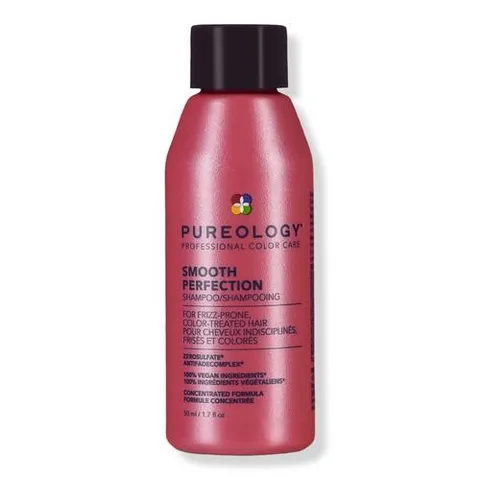 PUREOLOGY
PROFESSIONAL COLOR CARE
SMOOTH
PERFECTION
SHAMPOO/SHAMPOOING
FOR FRIZZ-PRONE,
COLOR-TREATED HAIR
POUR CHEVEUX INDISCIPLINÉS,
FRISÉS ET COLORÉS
ZEROSULFATE®
ANTIFADECOMPLEX®
100% VEGAN INGREDIENTS*
100% INGRÉDIENTS VÉGÉTALIENS*
CONCENTRATED FORMULA
FORMULE CONCENTRÉE
50 ml / 1.7 fl oz